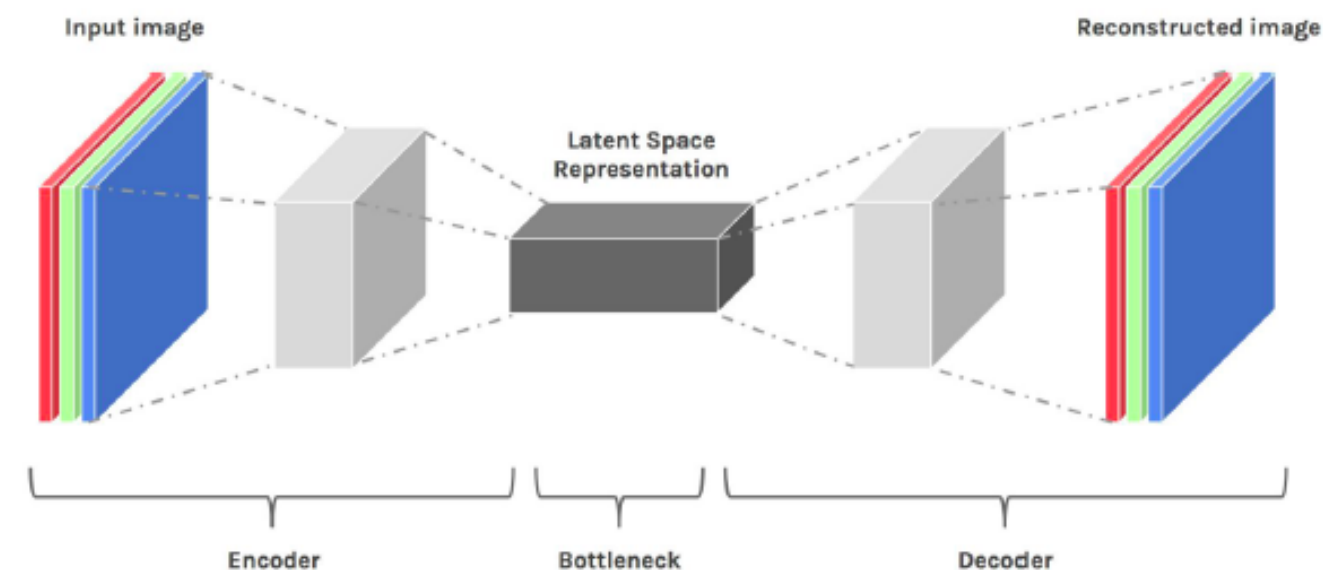 Input image
Reconstructed image
Latent Space
Representation
Encoder
Bottleneck
Decoder